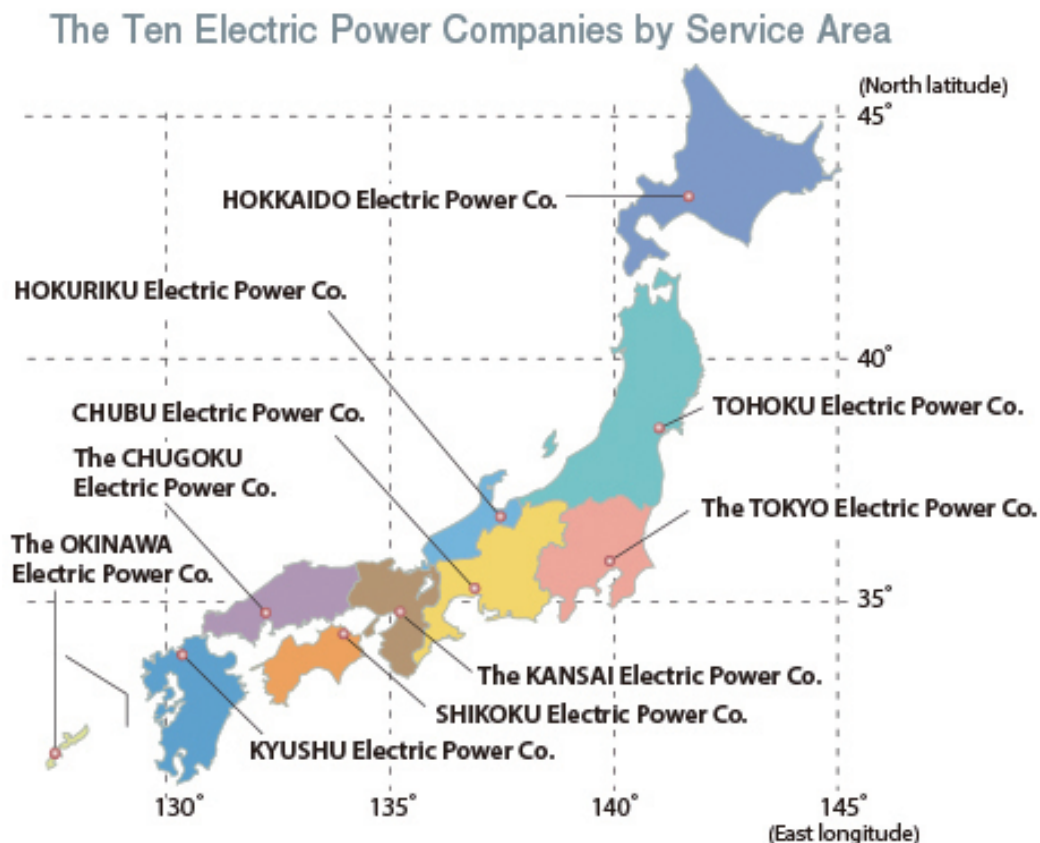 The Ten Electric Power Companies by Service Area
(North latitude)
45°
HOKKAIDO Electric Power Co.
HOKURIKU Electric Power Co.
40°
CHUBU Electric Power Co.
TOHOKU Electric Power Co.
The CHUGOKU
Electric Power Co.
The TOKYO Electric Power Co.
The OKINAWA
Electric Power Co.
35°
The KANSAI Electric Power Co.
SHIKOKU Electric Power Co.
KYUSHU Electric Power Co.
130°
135°
140°
145°
(East longitude)